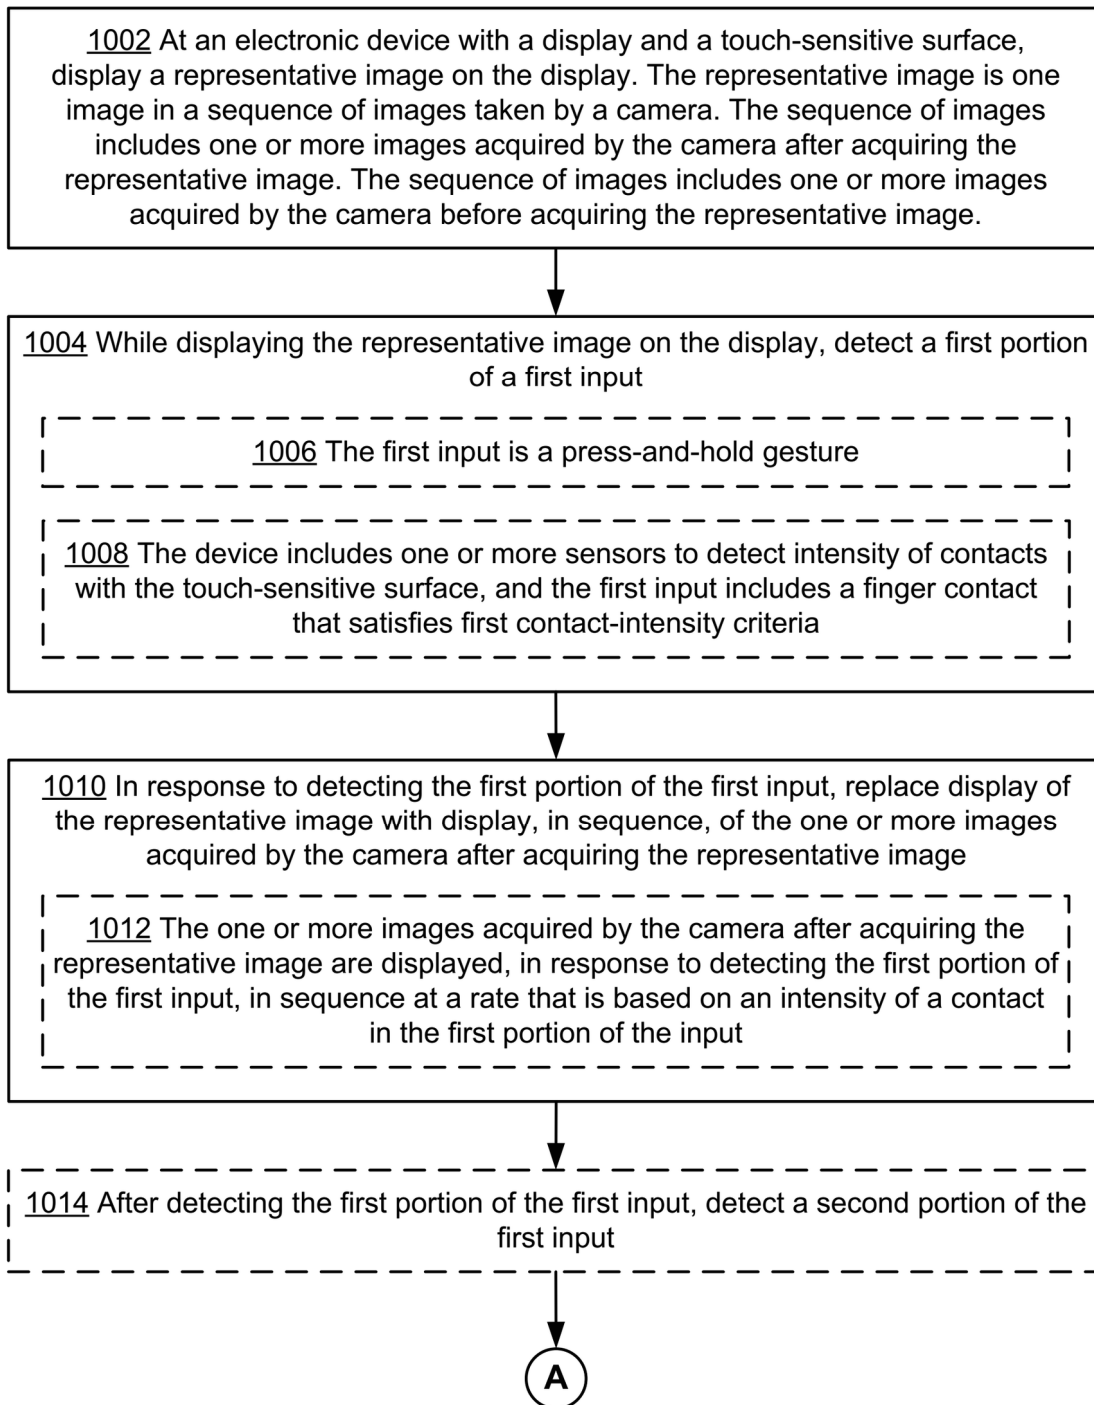 1002 At an electronic device with a display and a touch-sensitive surface,
display a representative image on the display. The representative image is one
image in a sequence of images taken by a camera. The sequence of images
includes one or more images acquired by the camera after acquiring the
representative image. The sequence of images includes one or more images
acquired by the camera before acquiring the representative image.
1004 While displaying the representative image on the display, detect a first portion
of a first input
1006 The first input is a press-and-hold gesture
1008 The device includes one or more sensors to detect intensity of contacts
with the touch-sensitive surface, and the first input includes a finger contact
that satisfies first contact-intensity criteria
1010 In response to detecting the first portion of the first input, replace display of
the representative image with display, in sequence, of the one or more images
acquired by the camera after acquiring the representative image
1012 The one or more images acquired by the camera after acquiring the
representative image are displayed, in response to detecting the first portion of
the first input, in sequence at a rate that is based on an intensity of a contact
in the first portion of the input
1014 After detecting the first portion of the first input, detect a second portion of the
first input
A